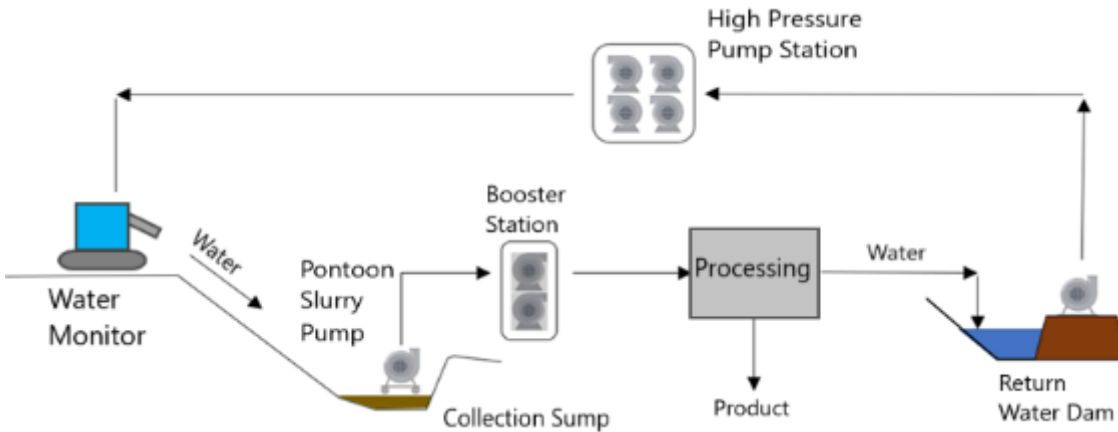 High Pressure
Pump Station
Booster
Station
Water
Pontoon
Slurry
Pump
Processing
Water
Water
Monitor
Collection Sump
Product
Return
Water Dam